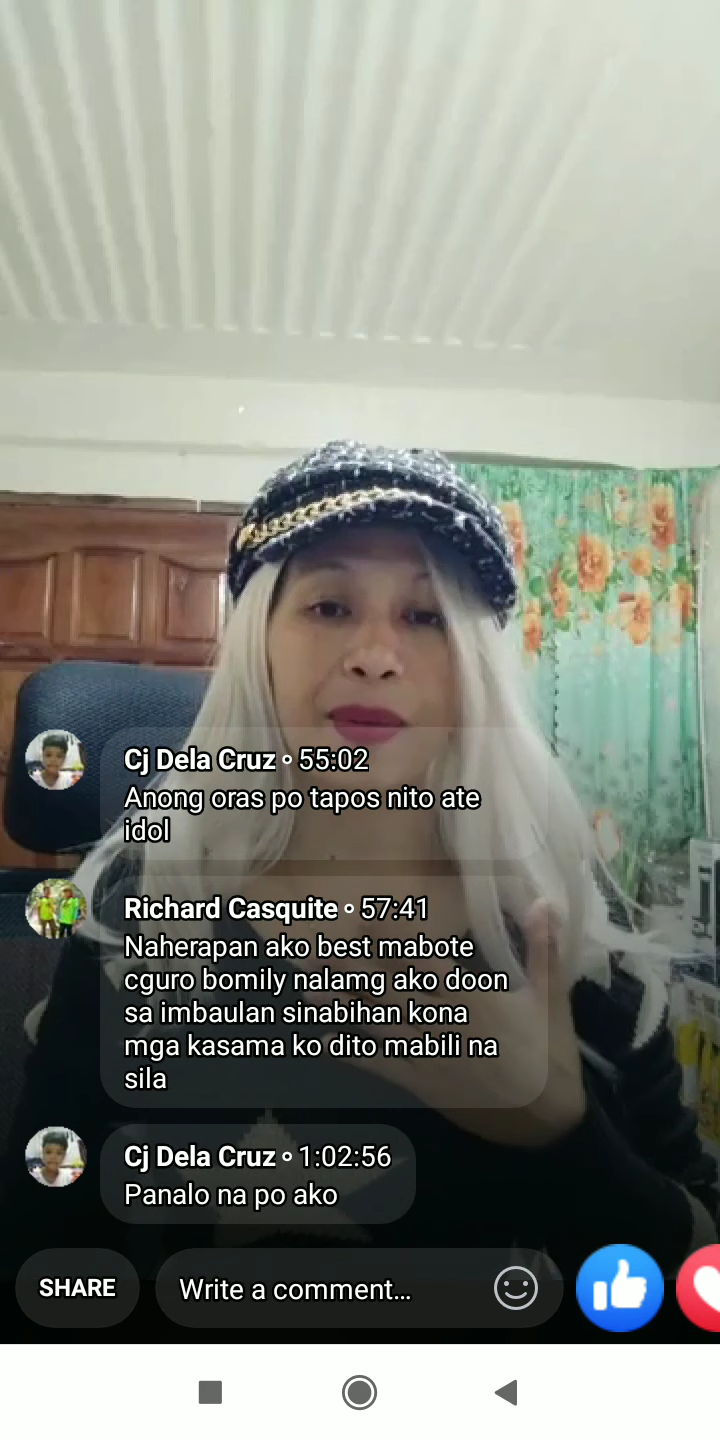 Cj Dela Cruz • 55:02
Anong oras po tapos nito ate
idol
Richard Casquite • 57:41
Naherapan ako best mabote
cguro bomily nalamg ako doon
sa imbaulan sinabihan kona
mga kasama ko dito mabili na
sila
Cj Dela Cruz • 1:02:56
Panalo na po ako
SHARE
Write a comment...